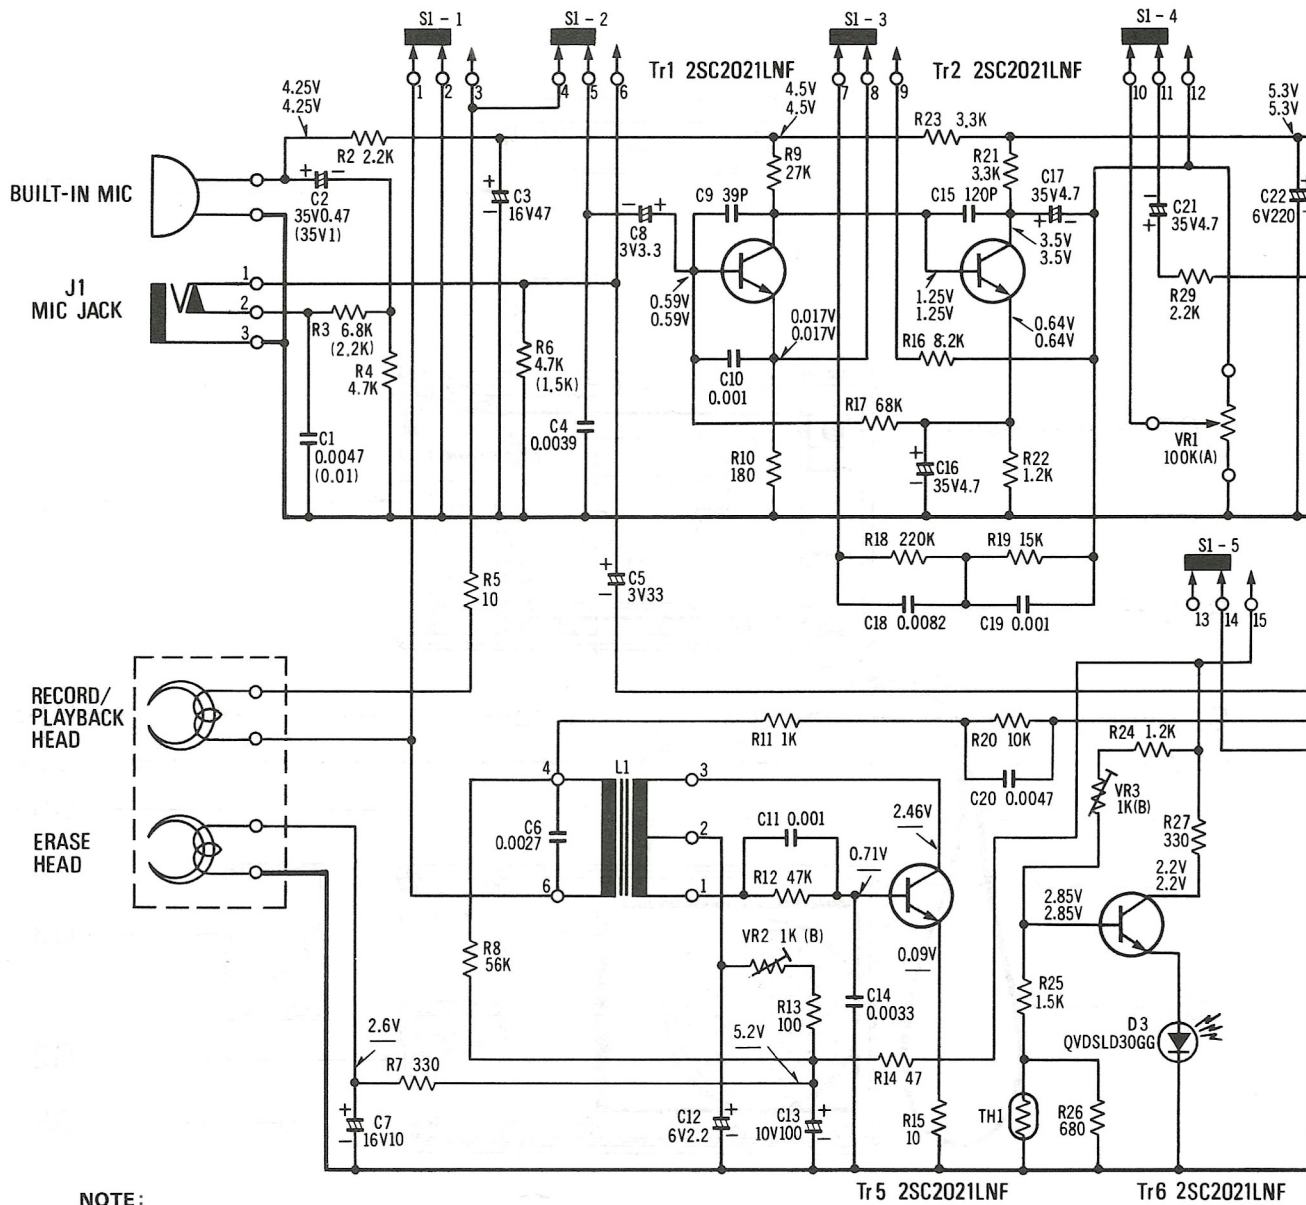 S1 - 1
S1 - 2
S1 - 3
S1 - 4
1
2
3
4
5
6
Tr1 2SC2021LNF
7
8
9
Tr2 2SC2021LNF
10
11
12
4.25V
4.25V
4.5V
4.5V
5.3V
5.3V
R2 2.2K
R9
27K
R23 3.3K
R21
3.3K
C17
35V4.7
BUILT-IN MIC
C2
35V0.47
(35V1)
C3
16V47
C8
3V3.3
C9 39P
C15 120P
C21
35V4.7
C22
6V220
3.5V
3.5V
J1
MIC JACK
1
2
3
R3 6.8K
(2.2K)
R4
4.7K
R6
4.7K
(1.5K)
0.59V
0.59V
0.017V
0.017V
1.25V
1.25V
0.64V
0.64V
R29
2.2K
R16 8.2K
C10
0.001
R17 68K
C1
0.0047
(0.01)
C4
0.0039
R10
180
C16
35V4.7
R22
1.2K
VR1
100K(A)
R5
10
C5
3V33
R18 220K
R19 15K
C18 0.0082
C19 0.001
S1 - 5
13
14
15
RECORD/
PLAYBACK
HEAD
R11 1K
R20 10K
C20 0.0047
R24 1.2K
VR3
1K(B)
R27
330
ERASE
HEAD
4
L1
3
C6
0.0027
2
6
1
C11 0.001
R12 47K
0.71V
2.46V
2.2V
2.2V
2.85V
2.85V
R8
56K
VR2 1K (B)
R13
100
C14
0.0033
0.09V
R25
1.5K
D3
QVDSLD30GG
2.6V
R7 330
5.2V
R14 47
C7
16V10
C12
6V2.2
C13
10V100
R15
10
TH1
R26
680
Tr5 2SC2021LNF
Tr6 2SC2021LNF
NOTE: